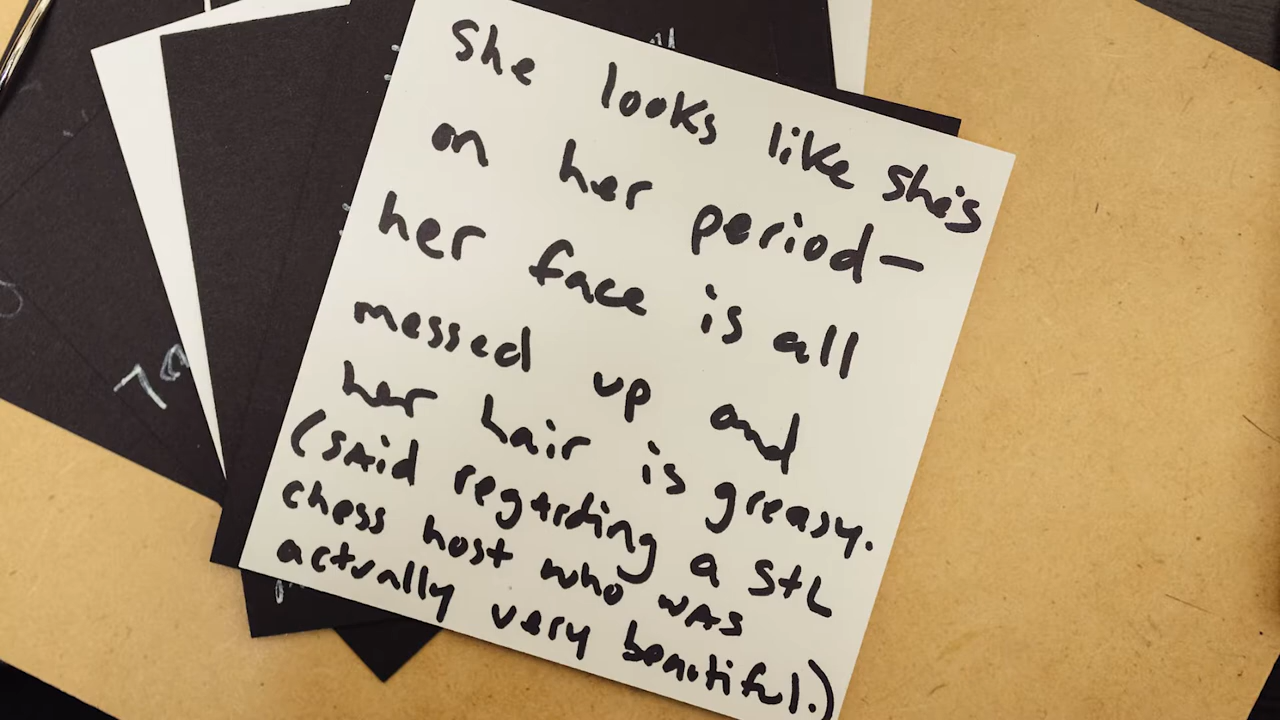 She looks like she's
on her period—
her face is all
messed up and
her hair is greasy.
(said regarding a StL
chess host who was
actually very beautiful.)